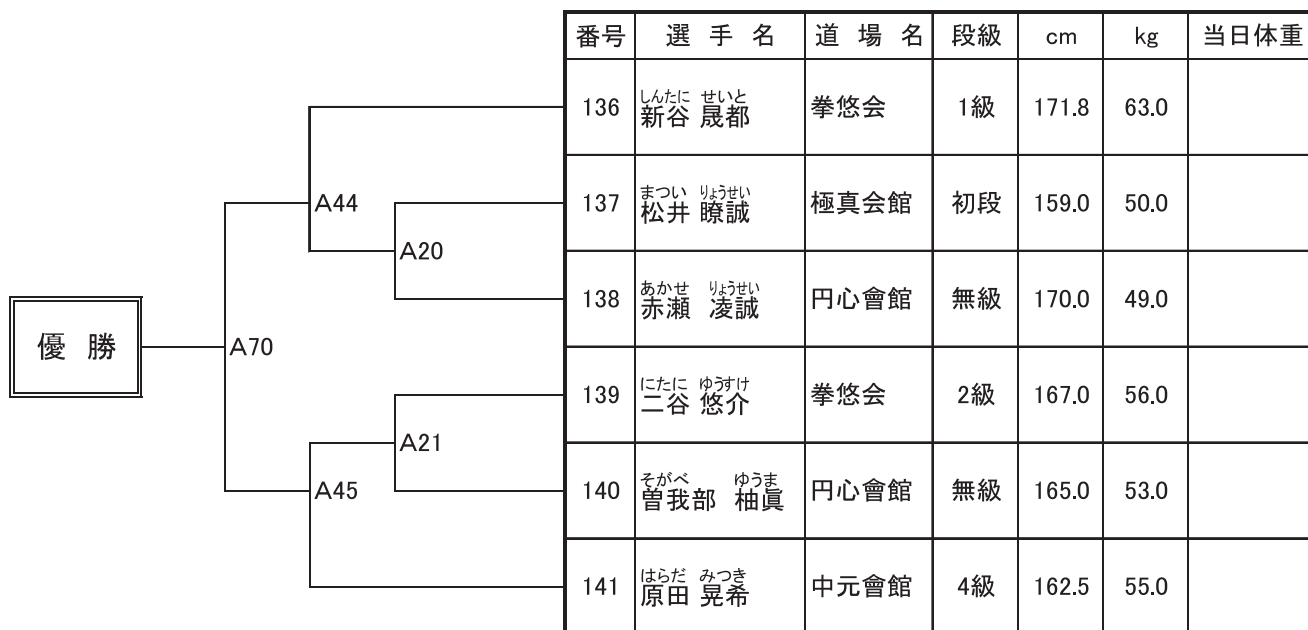 番号 選手名 道場名 段級 cm kg 当日体重
しんたに せいと
136 新谷 晟都 拳悠会 1級 171.8 63.0
A44
まつい りょうせい
137 松井 瞭誠 極真会館 初段 159.0 50.0
A20
あかせ りょうせい
138 赤瀬 凌誠 円心會館 無級 170.0 49.0
優勝
A70
にたに ゆうすけ
139 二谷 悠介 拳悠会 2級 167.0 56.0
A21
そがべ ゆうま
140 曽我部 柚眞 円心會館 無級 165.0 53.0
A45
はらだ みつき
141 原田 晃希 中元會館 4級 162.5 55.0